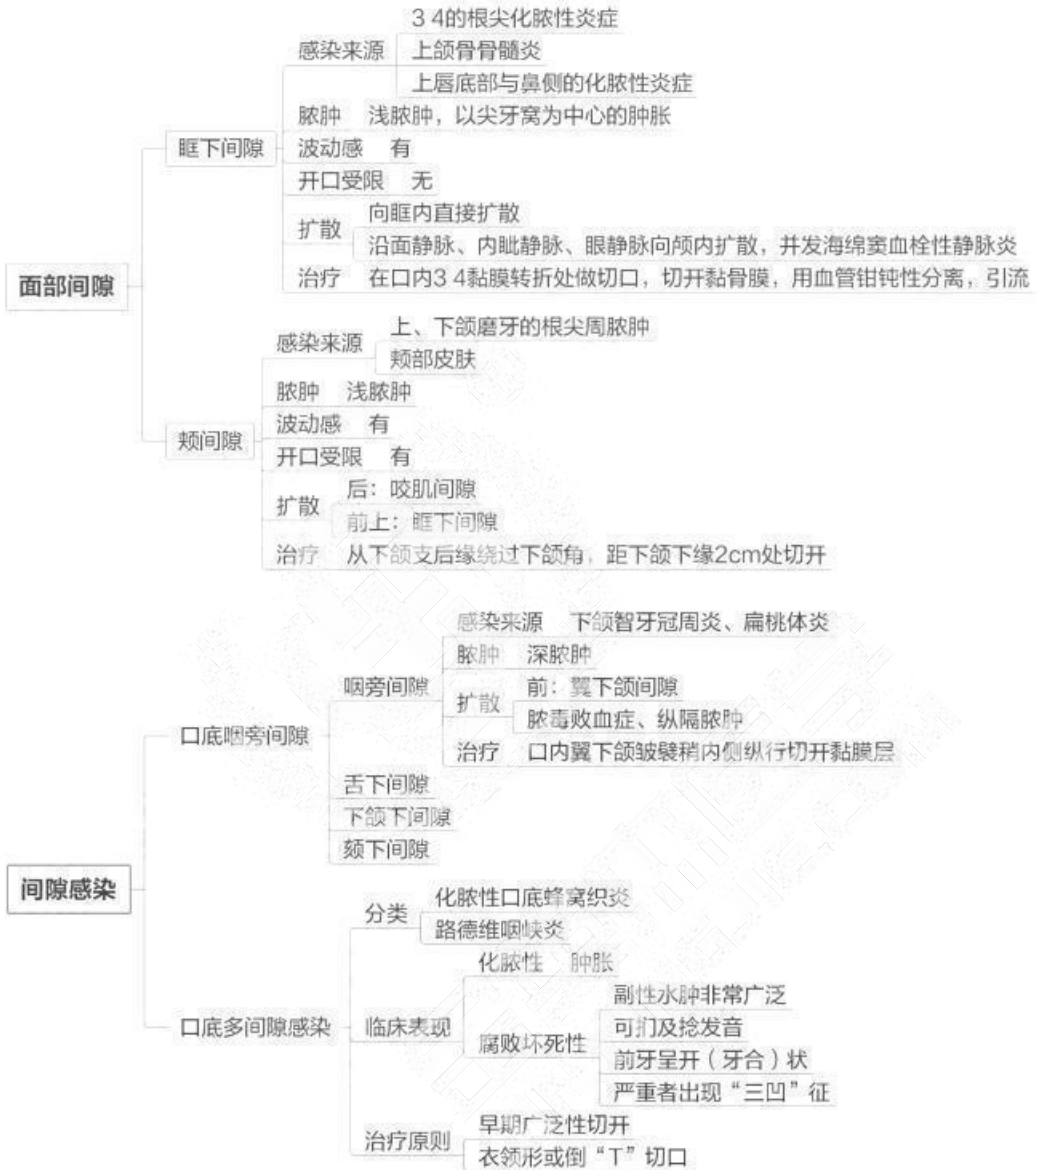 面部间隙
眶下间隙
感染来源
3 4的根尖化脓性炎症
上颌骨骨髓炎
上唇底部与鼻侧的化脓性炎症
脓肿 浅脓肿，以尖牙窝为中心的肿胀
波动感 有
开口受限 无
扩散
向眶内直接扩散
沿面静脉、内眦静脉、眼静脉向颅内扩散，并发海绵窦血栓性静脉炎
治疗 在口内3 4黏膜转折处做切口，切开黏骨膜，用血管钳钝性分离，引流
颊间隙
感染来源
上、下颌磨牙的根尖周脓肿
颊部皮肤
脓肿 浅脓肿
波动感 有
开口受限 有
扩散
后：咬肌间隙
前上：眶下间隙
治疗 从下颌支后缘绕过下颌角，距下颌下缘2cm处切开
间隙感染
口底咽旁间隙
咽旁间隙
感染来源 下颌智牙冠周炎、扁桃体炎
脓肿 深脓肿
扩散
前：翼下颌间隙
脓毒败血症、纵隔脓肿
治疗 口内翼下颌皱襞稍内侧纵行切开黏膜层
舌下间隙
下颌下间隙
颏下间隙
口底多间隙感染
分类
化脓性口底蜂窝织炎
路德维咽峡炎
临床表现
化脓性 肿胀
腐败坏死性
副性水肿非常广泛
可扪及捻发音
前牙呈开（牙合）状
严重者出现“三凹”征
治疗原则
早期广泛性切开
衣领形或倒“T”切口